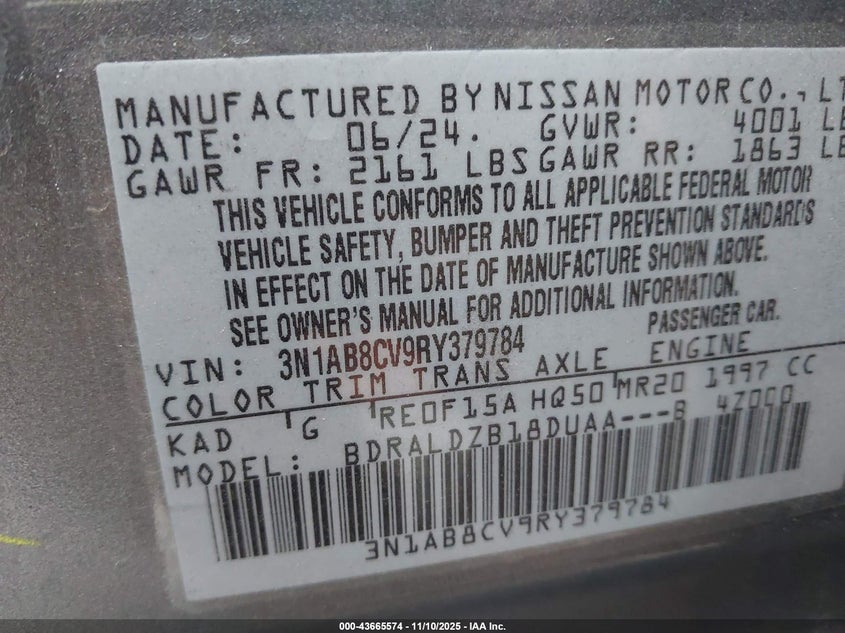 MANUFACTURED BY NISSAN MOTOR CO., LT
DATE: 06/24. GVWR: 4001 LB
GAWR FR: 2161 LBS GAWR RR: 1863 LB
THIS VEHICLE CONFORMS TO ALL APPLICABLE FEDERAL MOTOR
VEHICLE SAFETY, BUMPER AND THEFT PREVENTION STANDARDS
IN EFFECT ON THE DATE OF MANUFACTURE SHOWN ABOVE.
SEE OWNER'S MANUAL FOR ADDITIONAL INFORMATION.
PASSENGER CAR.
VIN: 3N1AB8CV9RY379784
COLOR TRIM TRANS AXLE ENGINE
KAD G RE0F15A HQ50 MR20 1997 CC
MODEL: BDRALDZB18DUAA---B 4Z000
3N1AB8CV9RY379784
000-43665574 - 11/10/2025 - IAA Inc.